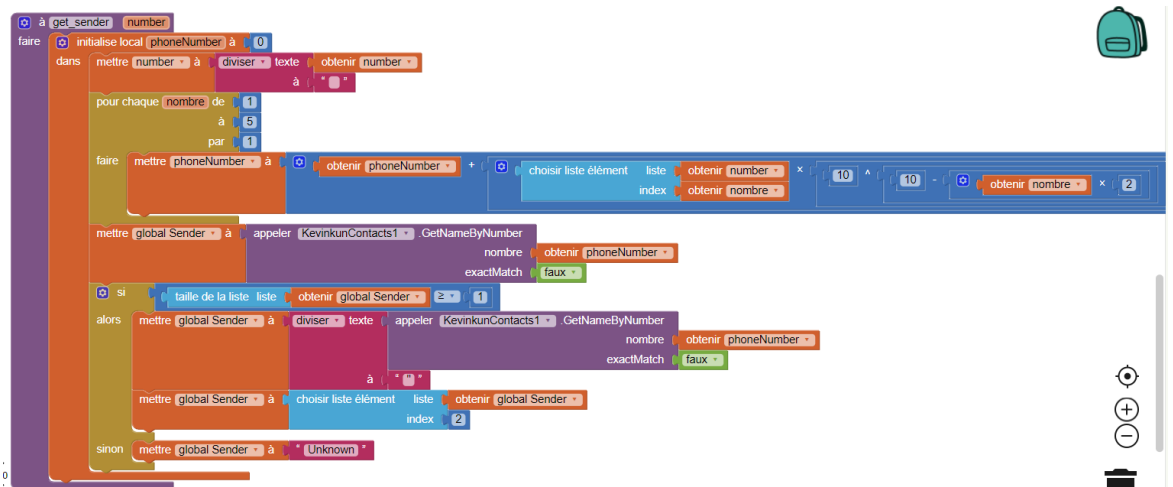 à get_sender number
faire initialise local phoneNumber à 0
dans mettre number à diviser texte obtenir number
à " "
pour chaque nombre de 1
à 5
par 1
faire mettre phoneNumber à obtenir phoneNumber + choisir liste élément liste obtenir number × 10 ^ 10 - obtenir nombre × 2
index obtenir nombre
mettre global Sender à appeler KevinkunContacts1 .GetNameByNumber
nombre obtenir phoneNumber
exactMatch faux
si taille de la liste liste obtenir global Sender ≥ 1
alors mettre global Sender à diviser texte appeler KevinkunContacts1 .GetNameByNumber
nombre obtenir phoneNumber
exactMatch faux
à " " "
mettre global Sender à choisir liste élément liste obtenir global Sender
index 2
sinon mettre global Sender à " Unknown "
0